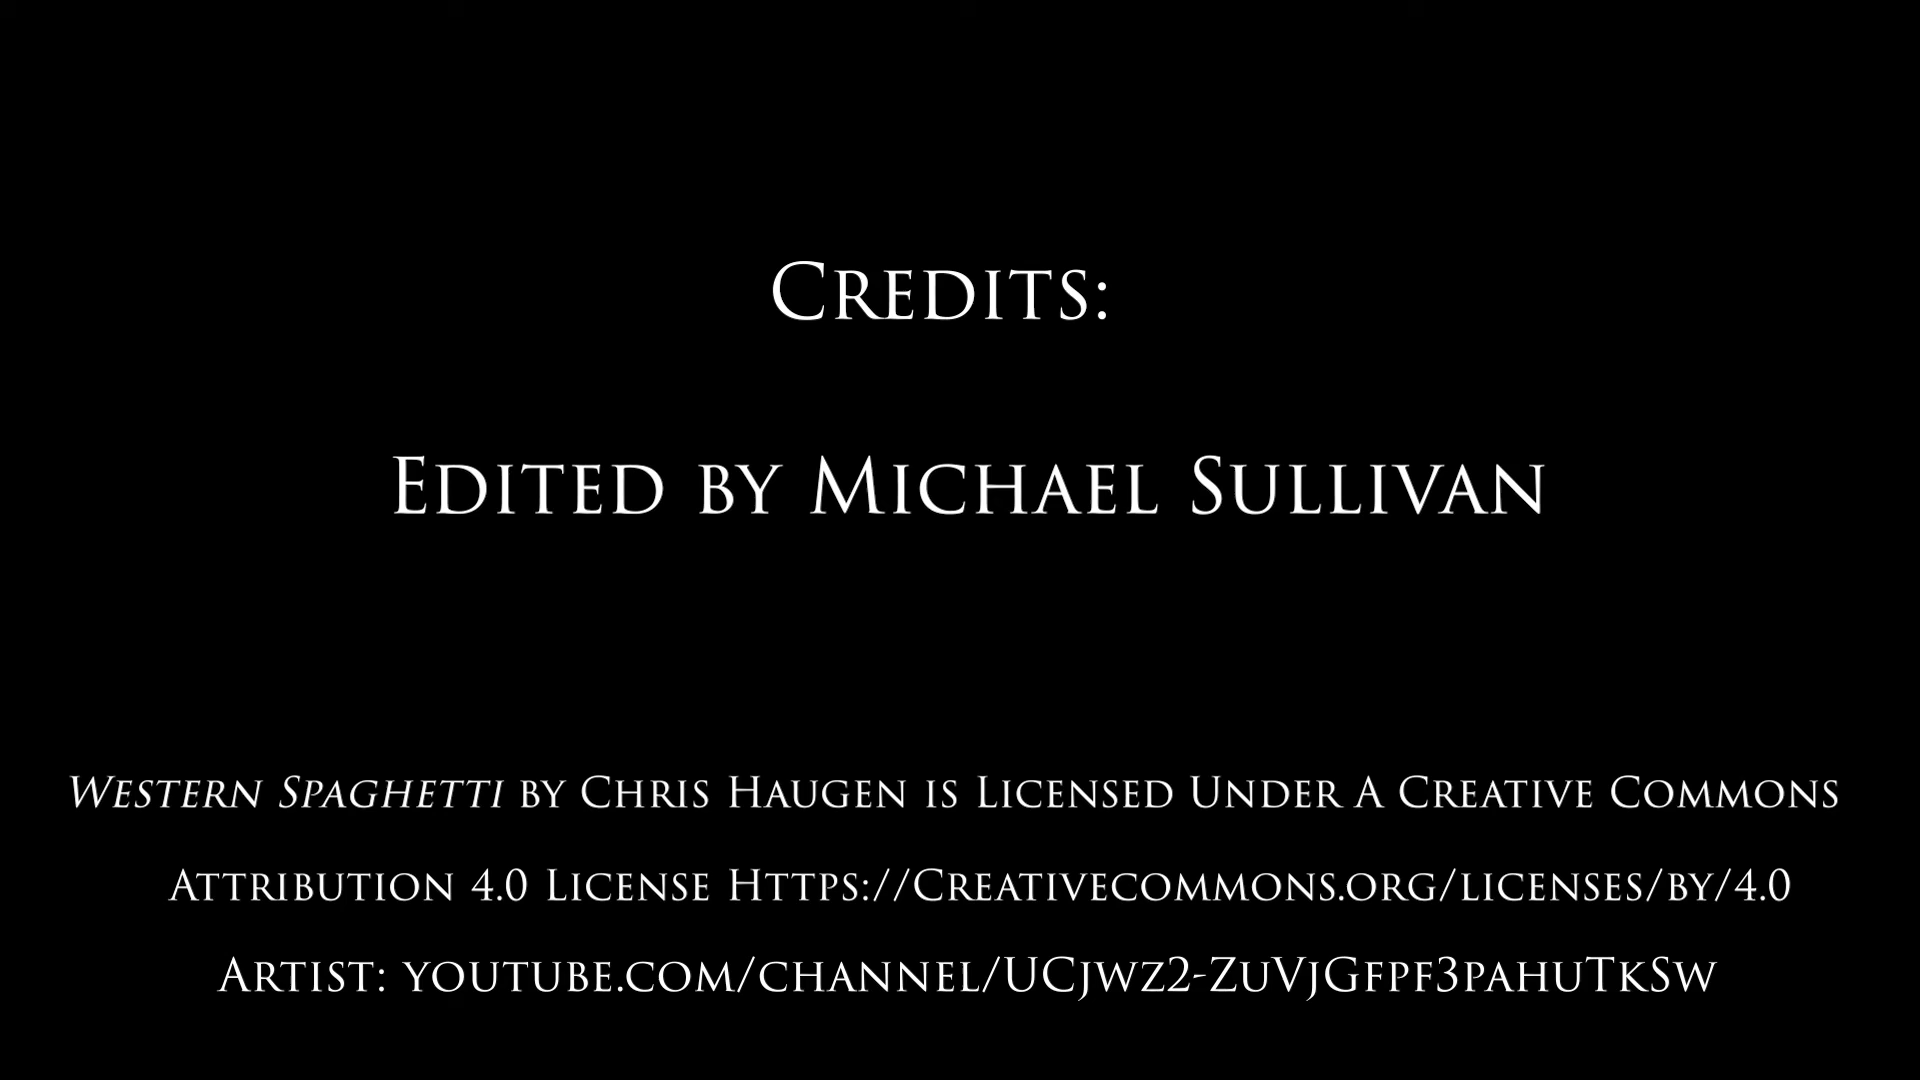 Credits:
Edited by Michael Sullivan
Western Spaghetti by Chris Haugen is Licensed Under A Creative Commons
Attribution 4.0 License Https://Creativecommons.org/licenses/by/4.0
Artist: youtube.com/channel/UCjwz2-ZuVjGfpf3pahuTkSw